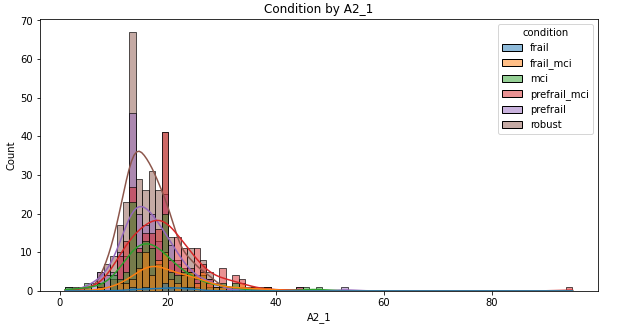 Condition by A2_1
70
60
50
40
30
20
10
0
Count
condition
frail
frail_mci
mci
prefrail_mci
prefrail
robust
0 20 40 60 80
A2_1